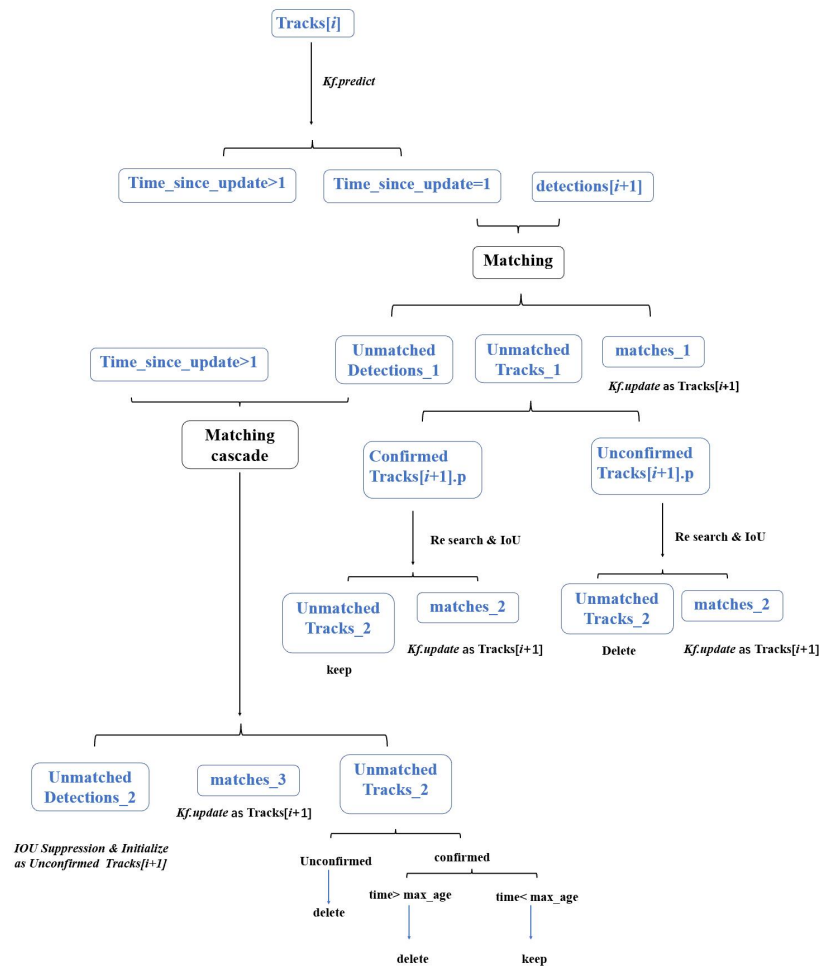 Tracks[i]
Kf.predict
Time_since_update>1
Time_since_update=1
detections[i+1]
Matching
Time_since_update>1
Unmatched
Detections_1
Unmatched
Tracks_1
matches_1
Kf.update as Tracks[i+1]
Matching
cascade
Confirmed
Tracks[i+1].p
Unconfirmed
Tracks[i+1].p
Re search & IoU
Re search & IoU
Unmatched
Tracks_2
matches_2
Unmatched
Tracks_2
matches_2
keep
Kf.update as Tracks[i+1]
Delete
Kf.update as Tracks[i+1]
Unmatched
Detections_2
matches_3
Unmatched
Tracks_2
Kf.update as Tracks[i+1]
IOU Suppression & Initialize
as Unconfirmed Tracks[i+1]
Unconfirmed
confirmed
time> max_age
time< max_age
delete
delete
keep